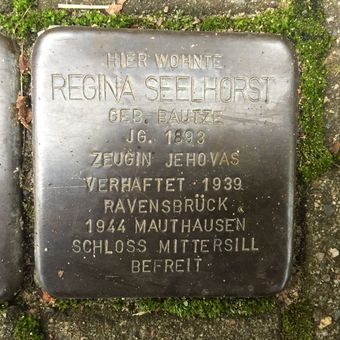 HIER WOHNTE
REGINA SEELHORST
GEB. BAUTZE
JG. 1893
ZEUGIN JEHOVAS
VERHAFTET 1939
RAVENSBRÜCK
1944 MAUTHAUSEN
SCHLOSS MITTERSILL
BEFREIT